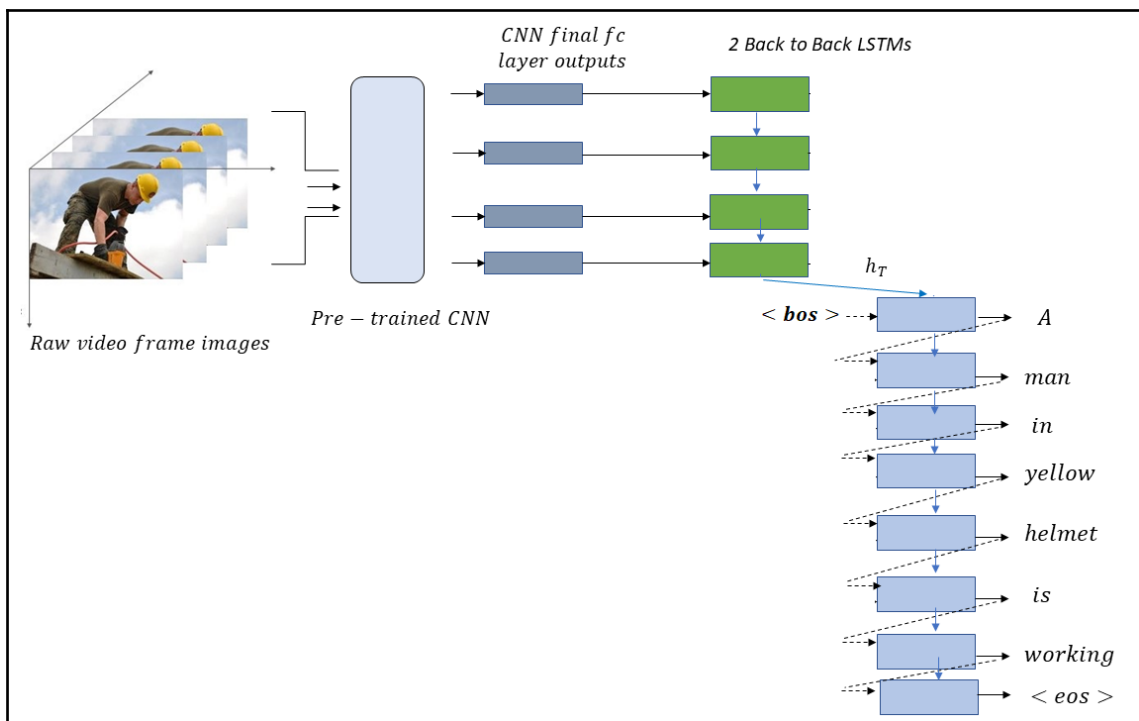 CNN final fc
layer outputs
2 Back to Back LSTMs
h_T
Pre − trained CNN
Raw video frame images
< bos >
A
man
in
yellow
helmet
is
working
< eos >